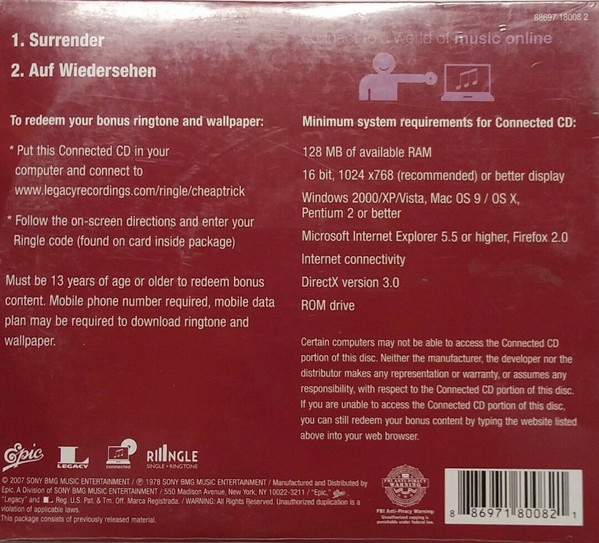 88697 18008 2
1. Surrender
2. Auf Wiedersehen
world of music online
To redeem your bonus ringtone and wallpaper:
* Put this Connected CD in your
computer and connect to
www.legacyrecordings.com/ringle/cheaptrick
* Follow the on-screen directions and enter your
Ringle code (found on card inside package)
Must be 13 years of age or older to redeem bonus
content. Mobile phone number required, mobile data
plan may be required to download ringtone and
wallpaper.
Minimum system requirements for Connected CD:
128 MB of available RAM
16 bit, 1024 x768 (recommended) or better display
Windows 2000/XP/Vista, Mac OS 9 / OS X,
Pentium 2 or better
Microsoft Internet Explorer 5.5 or higher, Firefox 2.0
Internet connectivity
DirectX version 3.0
ROM drive
Certain computers may not be able to access the Connected CD
portion of this disc. Neither the manufacturer, the developer nor the
distributor makes any representation or warranty, or assumes any
responsibility, with respect to the Connected CD portion of this disc.
If you are unable to access the Connected CD portion of this disc,
you can still redeem your bonus content by typing the website listed
above into your web browser.
Epic
L
LEGACY
connected
RINGLE
SINGLE + RINGTONE
© 2007 SONY BMG MUSIC ENTERTAINMENT / ℗ 1978 SONY BMG MUSIC ENTERTAINMENT / Manufactured and Distributed by
Epic, A Division of SONY BMG MUSIC ENTERTAINMENT / 550 Madison Avenue, New York, NY 10022-3211 / "Epic," Epic
"Legacy" and L Reg. U.S. Pat. & Tm. Off. Marca Registrada. / WARNING: All Rights Reserved. Unauthorized duplication is a
violation of applicable laws.
This package consists of previously released material.
FBI ANTI-PIRACY
WARNING
FBI Anti-Piracy Warning:
Unauthorized copying is
punishable under federal law.
8 86971 80082 1